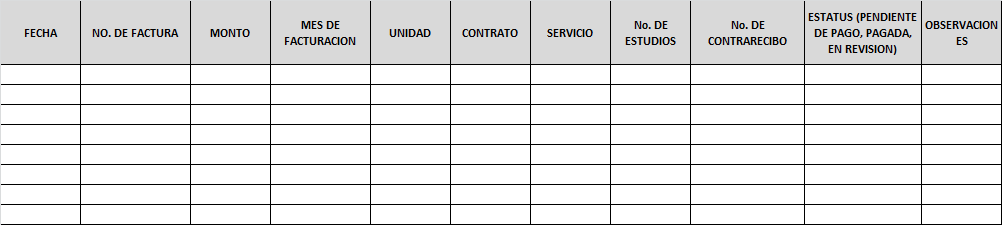 FECHA
NO. DE FACTURA
MONTO
MES DE
FACTURACION
UNIDAD
CONTRATO
SERVICIO
No. DE
ESTUDIOS
No. DE
CONTRARECIBO
ESTATUS (PENDIENTE
DE PAGO, PAGADA,
EN REVISION)
OBSERVACION
ES